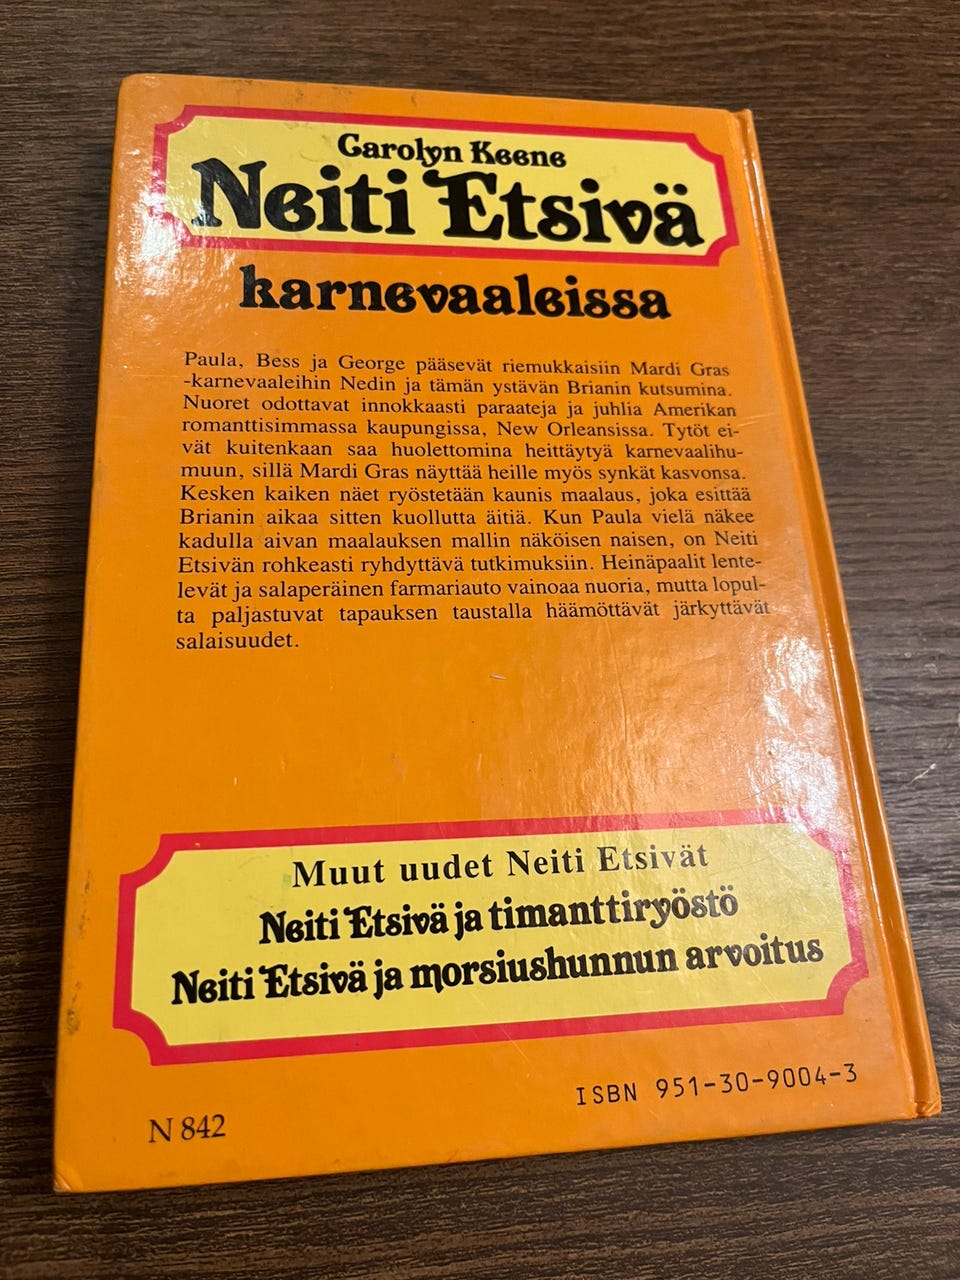 Carolyn Keene
Neiti Etsivä
karnevaaleissa
Paula, Bess ja George pääsevät riemukkaisiin Mardi Gras
-karnevaaleihin Nedin ja tämän ystävän Brianin kutsumina.
Nuoret odottavat innokkaasti paraateja ja juhlia Amerikan
romanttisimmassa kaupungissa, New Orleansissa. Tytöt ei-
vät kuitenkaan saa huolettomina heittäytyä karnevaalihu-
muun, sillä Mardi Gras näyttää heille myös synkät kasvonsa.
Kesken kaiken näet ryöstetään kaunis maalaus, joka esittää
Brianin aikaa sitten kuollutta äitiä. Kun Paula vielä näkee
kadulla aivan maalauksen mallin näköisen naisen, on Neiti
Etsivän rohkeasti ryhdyttävä tutkimuksiin. Heinäpaalit lente-
levät ja salaperäinen farmariauto vainoaa nuoria, mutta lopul-
ta paljastuvat tapauksen taustalla häämöttävät järkyttävät
salaisuudet.
Muut uudet Neiti Etsivät
Neiti Etsivä ja timanttiryöstö
Neiti Etsivä ja morsiushunnun arvoitus
ISBN 951-30-9004-3
N 842